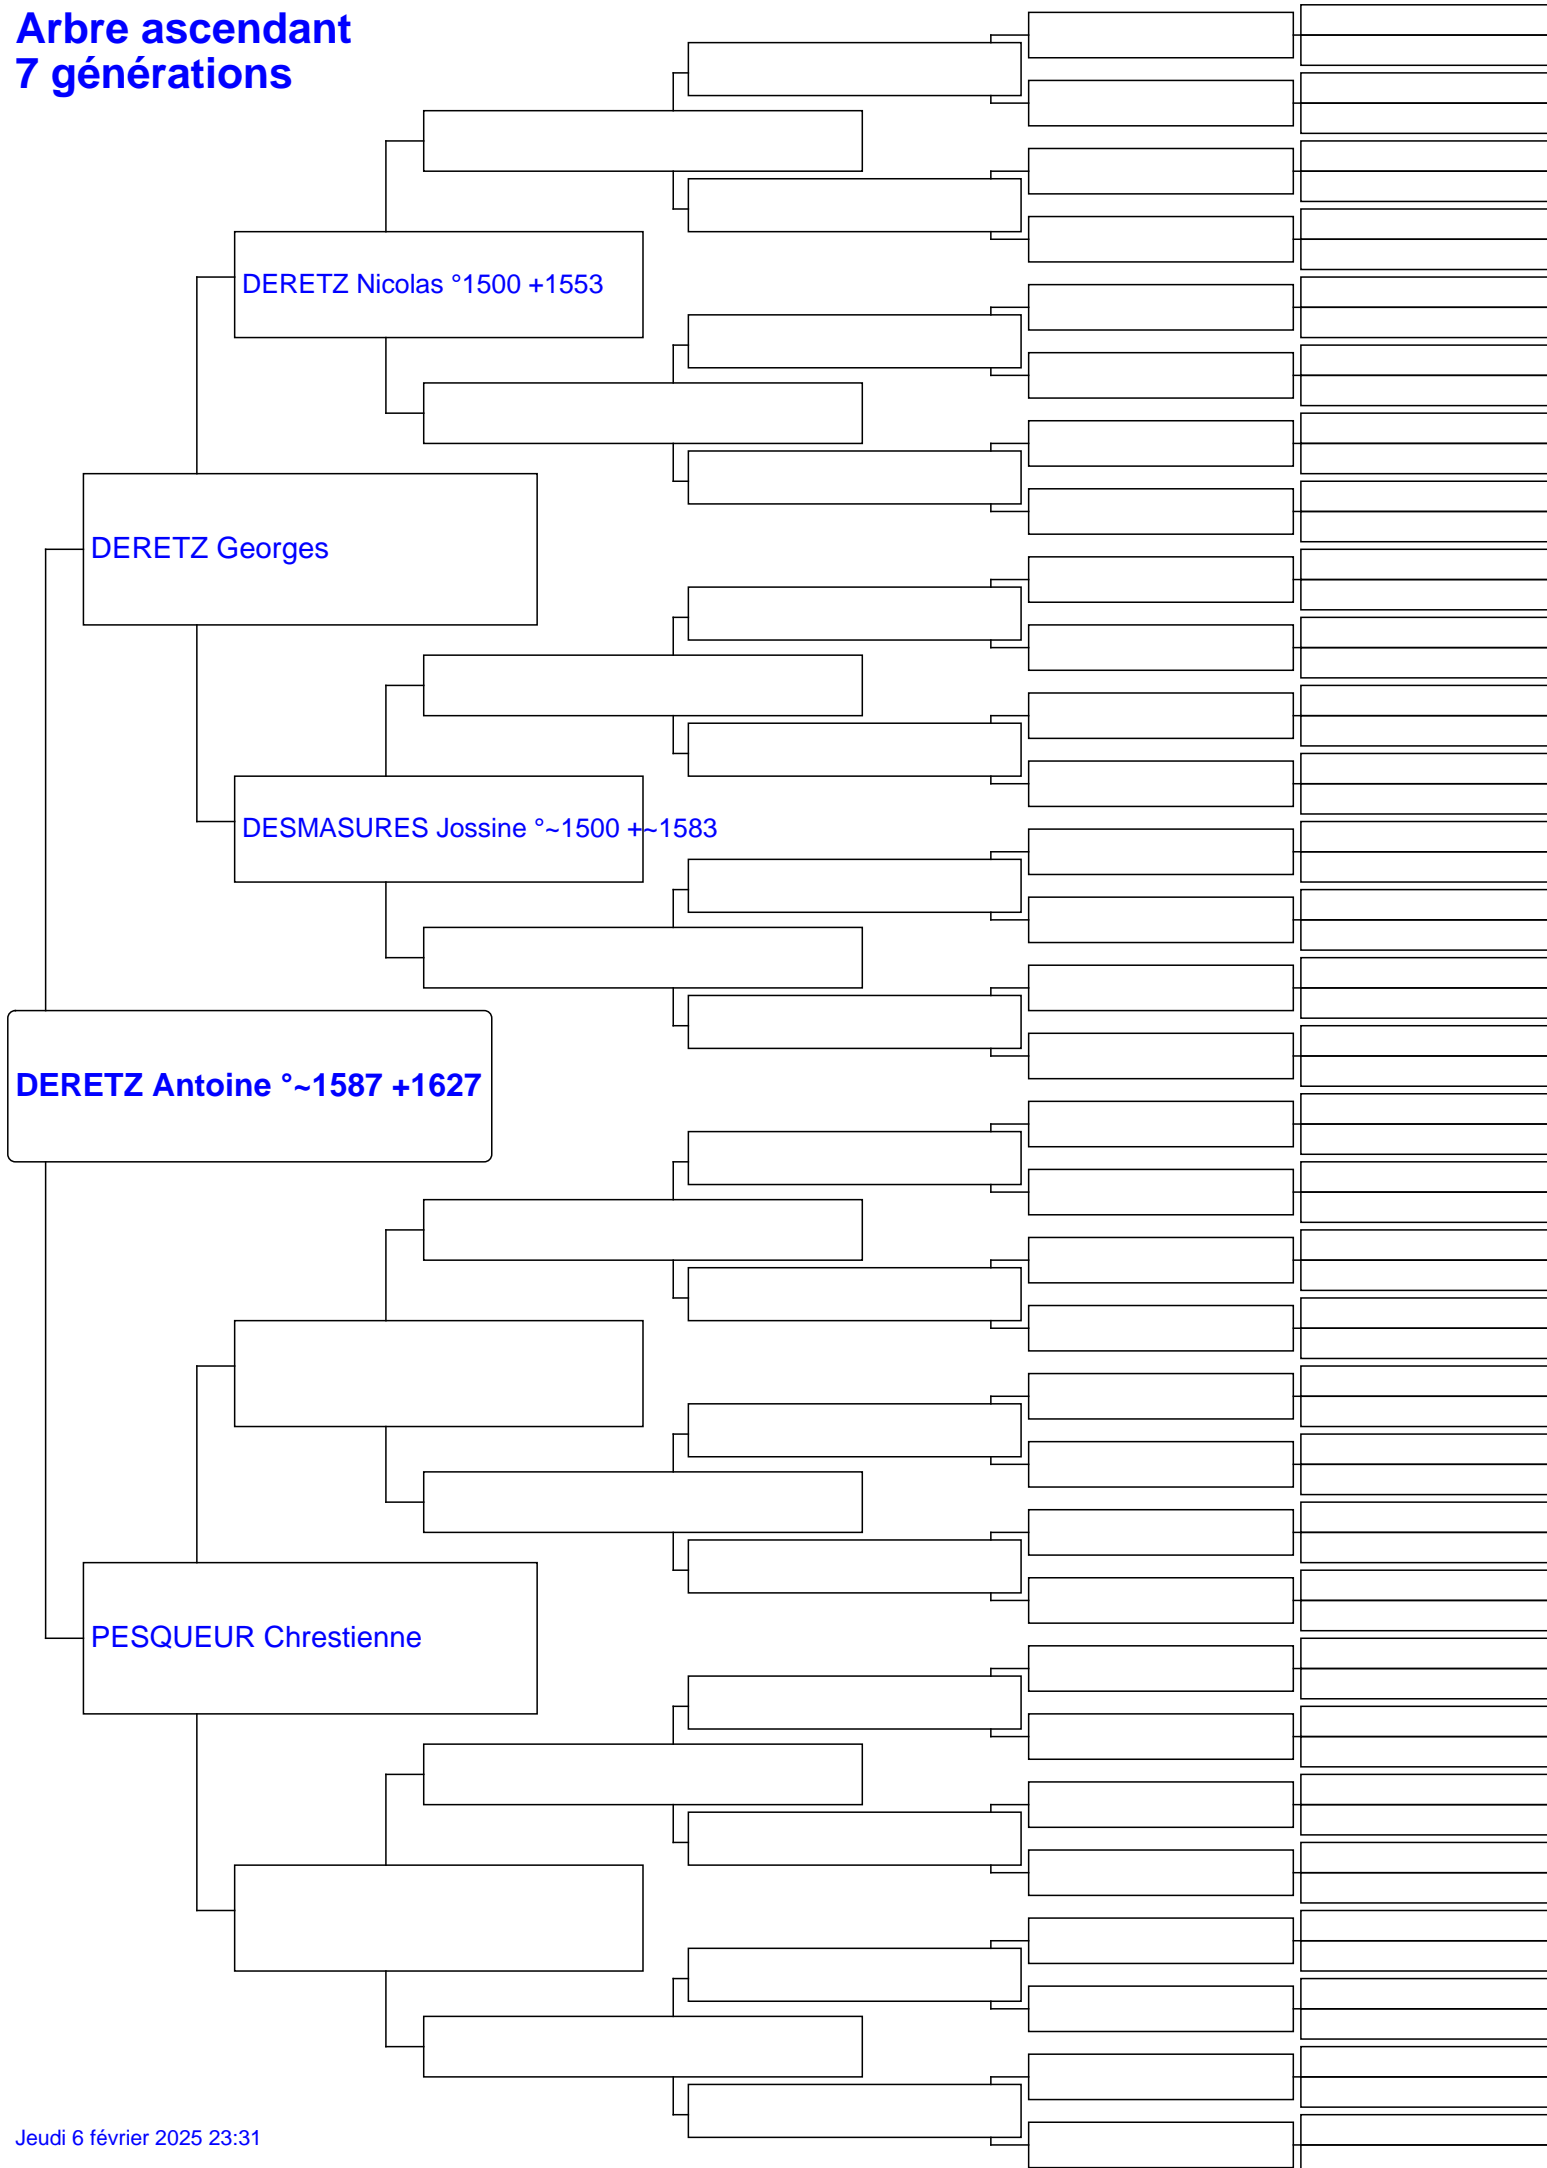 Arbre ascendant
7 générations
DERETZ Nicolas °1500 +1553
DERETZ Georges
DESMASURES Jossine °~1500 +~1583
DERETZ Antoine °~1587 +1627
PESQUEUR Chrestienne
Jeudi 6 février 2025 23:31